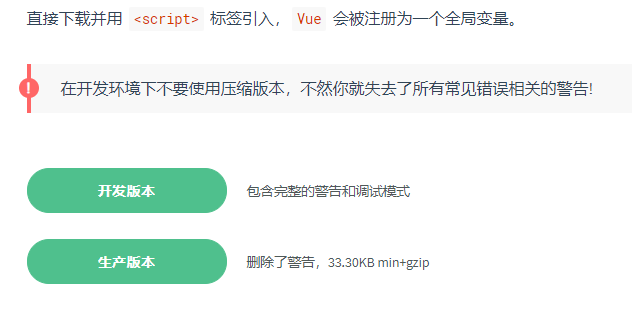 直接下载并用 <script> 标签引入，Vue 会被注册为一个全局变量。
!
在开发环境下不要使用压缩版本，不然你就失去了所有常见错误相关的警告!
开发版本 包含完整的警告和调试模式
生产版本 删除了警告，33.30KB min+gzip